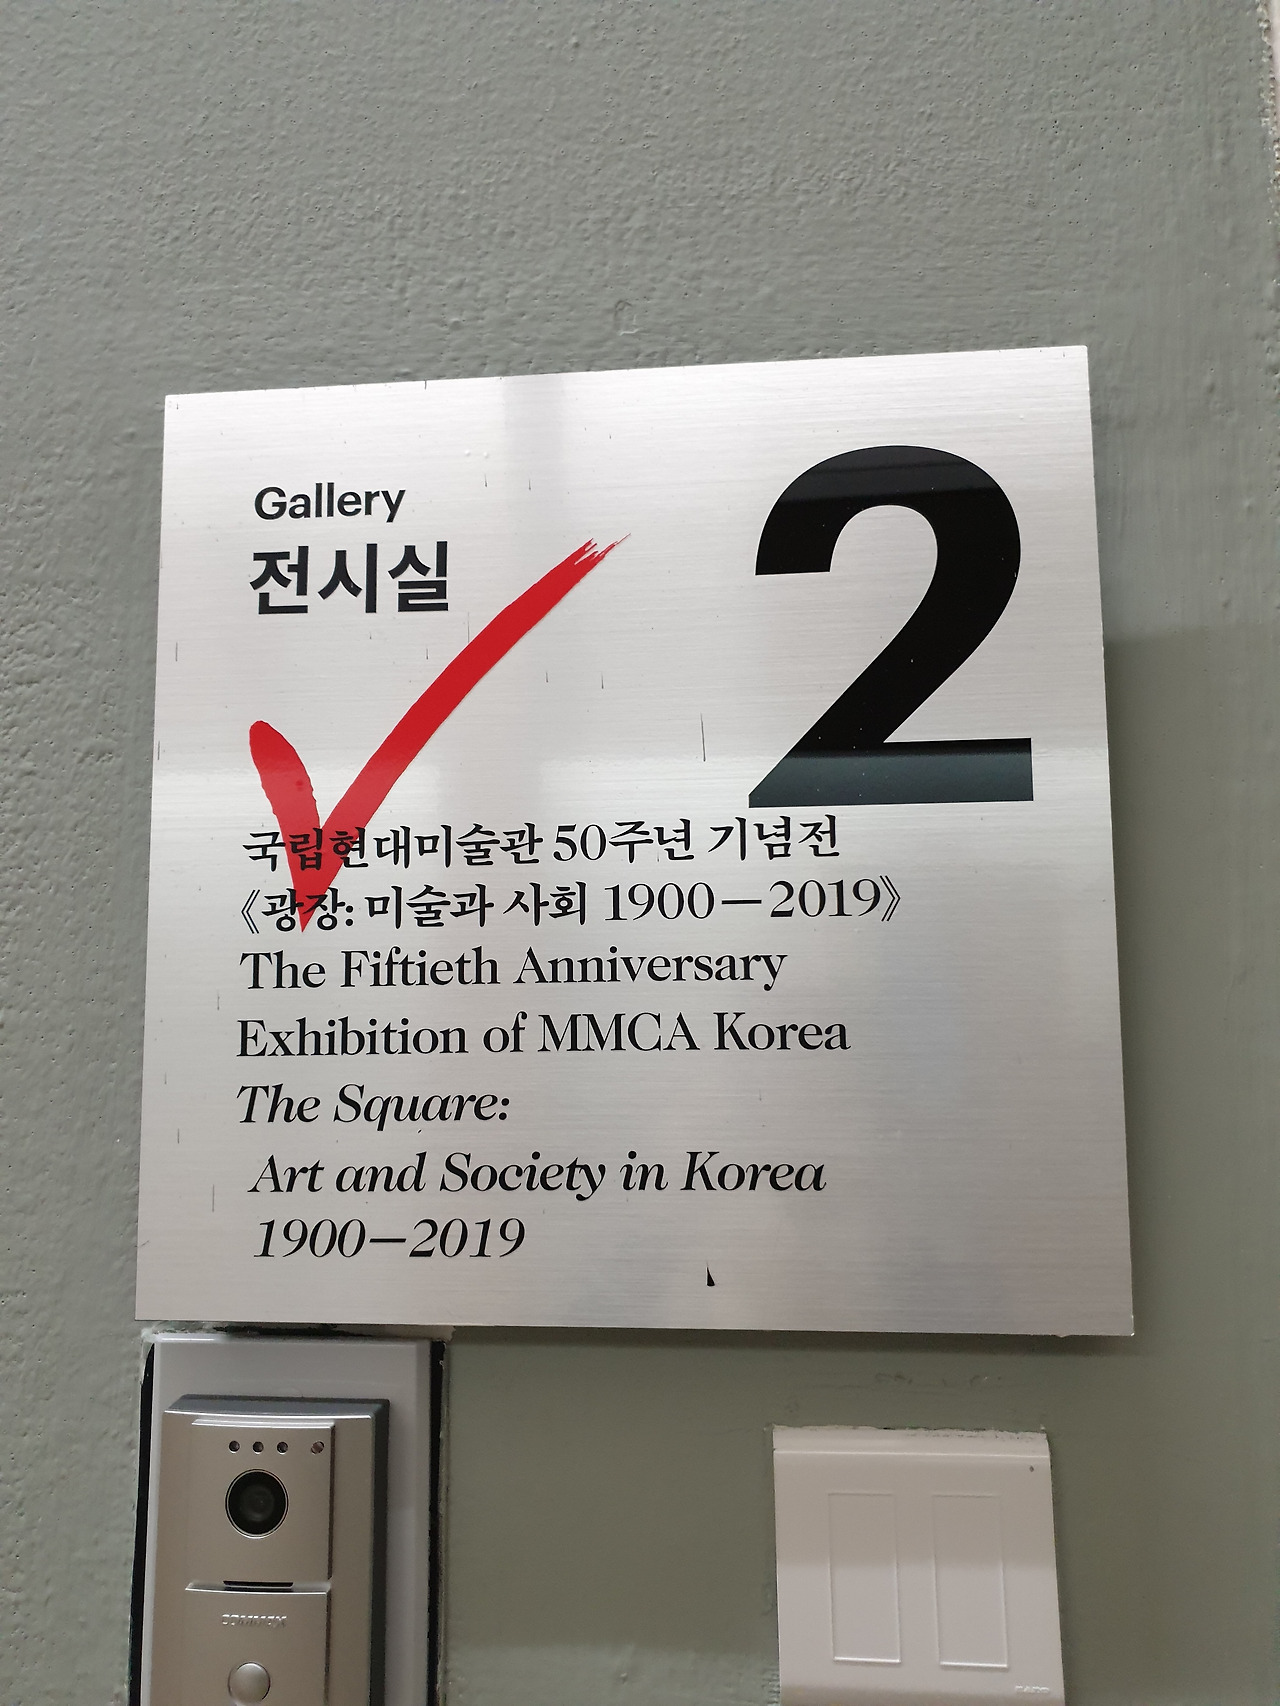 Gallery
전시실
2
국립현대미술관 50주년 기념전
《광장: 미술과 사회 1900—2019》
The Fiftieth Anniversary
Exhibition of MMCA Korea
The Square:
Art and Society in Korea
1900—2019
COMMAX